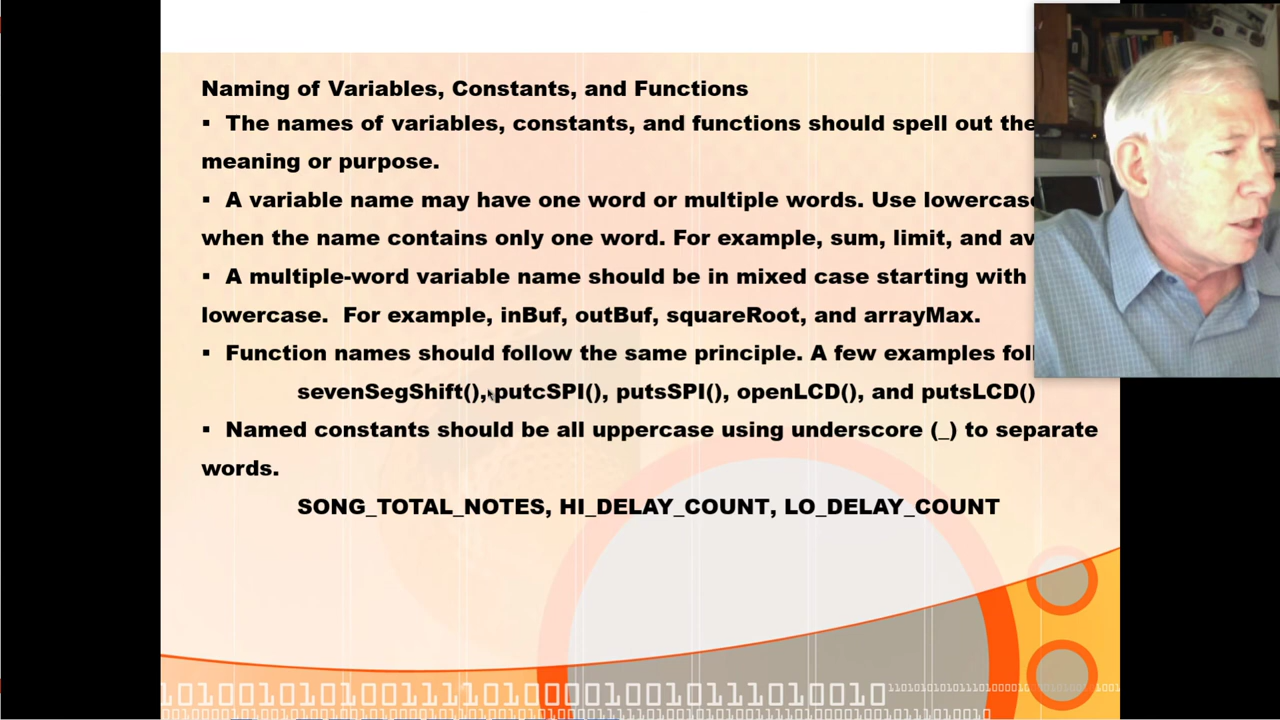 Naming of Variables, Constants, and Functions
▪ The names of variables, constants, and functions should spell out the
meaning or purpose.
▪ A variable name may have one word or multiple words. Use lowercase
when the name contains only one word. For example, sum, limit, and av
▪ A multiple-word variable name should be in mixed case starting with
lowercase. For example, inBuf, outBuf, squareRoot, and arrayMax.
▪ Function names should follow the same principle. A few examples fol
sevenSegShift(), putcSPI(), putsSPI(), openLCD(), and putsLCD()
▪ Named constants should be all uppercase using underscore (_) to separate
words.
SONG_TOTAL_NOTES, HI_DELAY_COUNT, LO_DELAY_COUNT